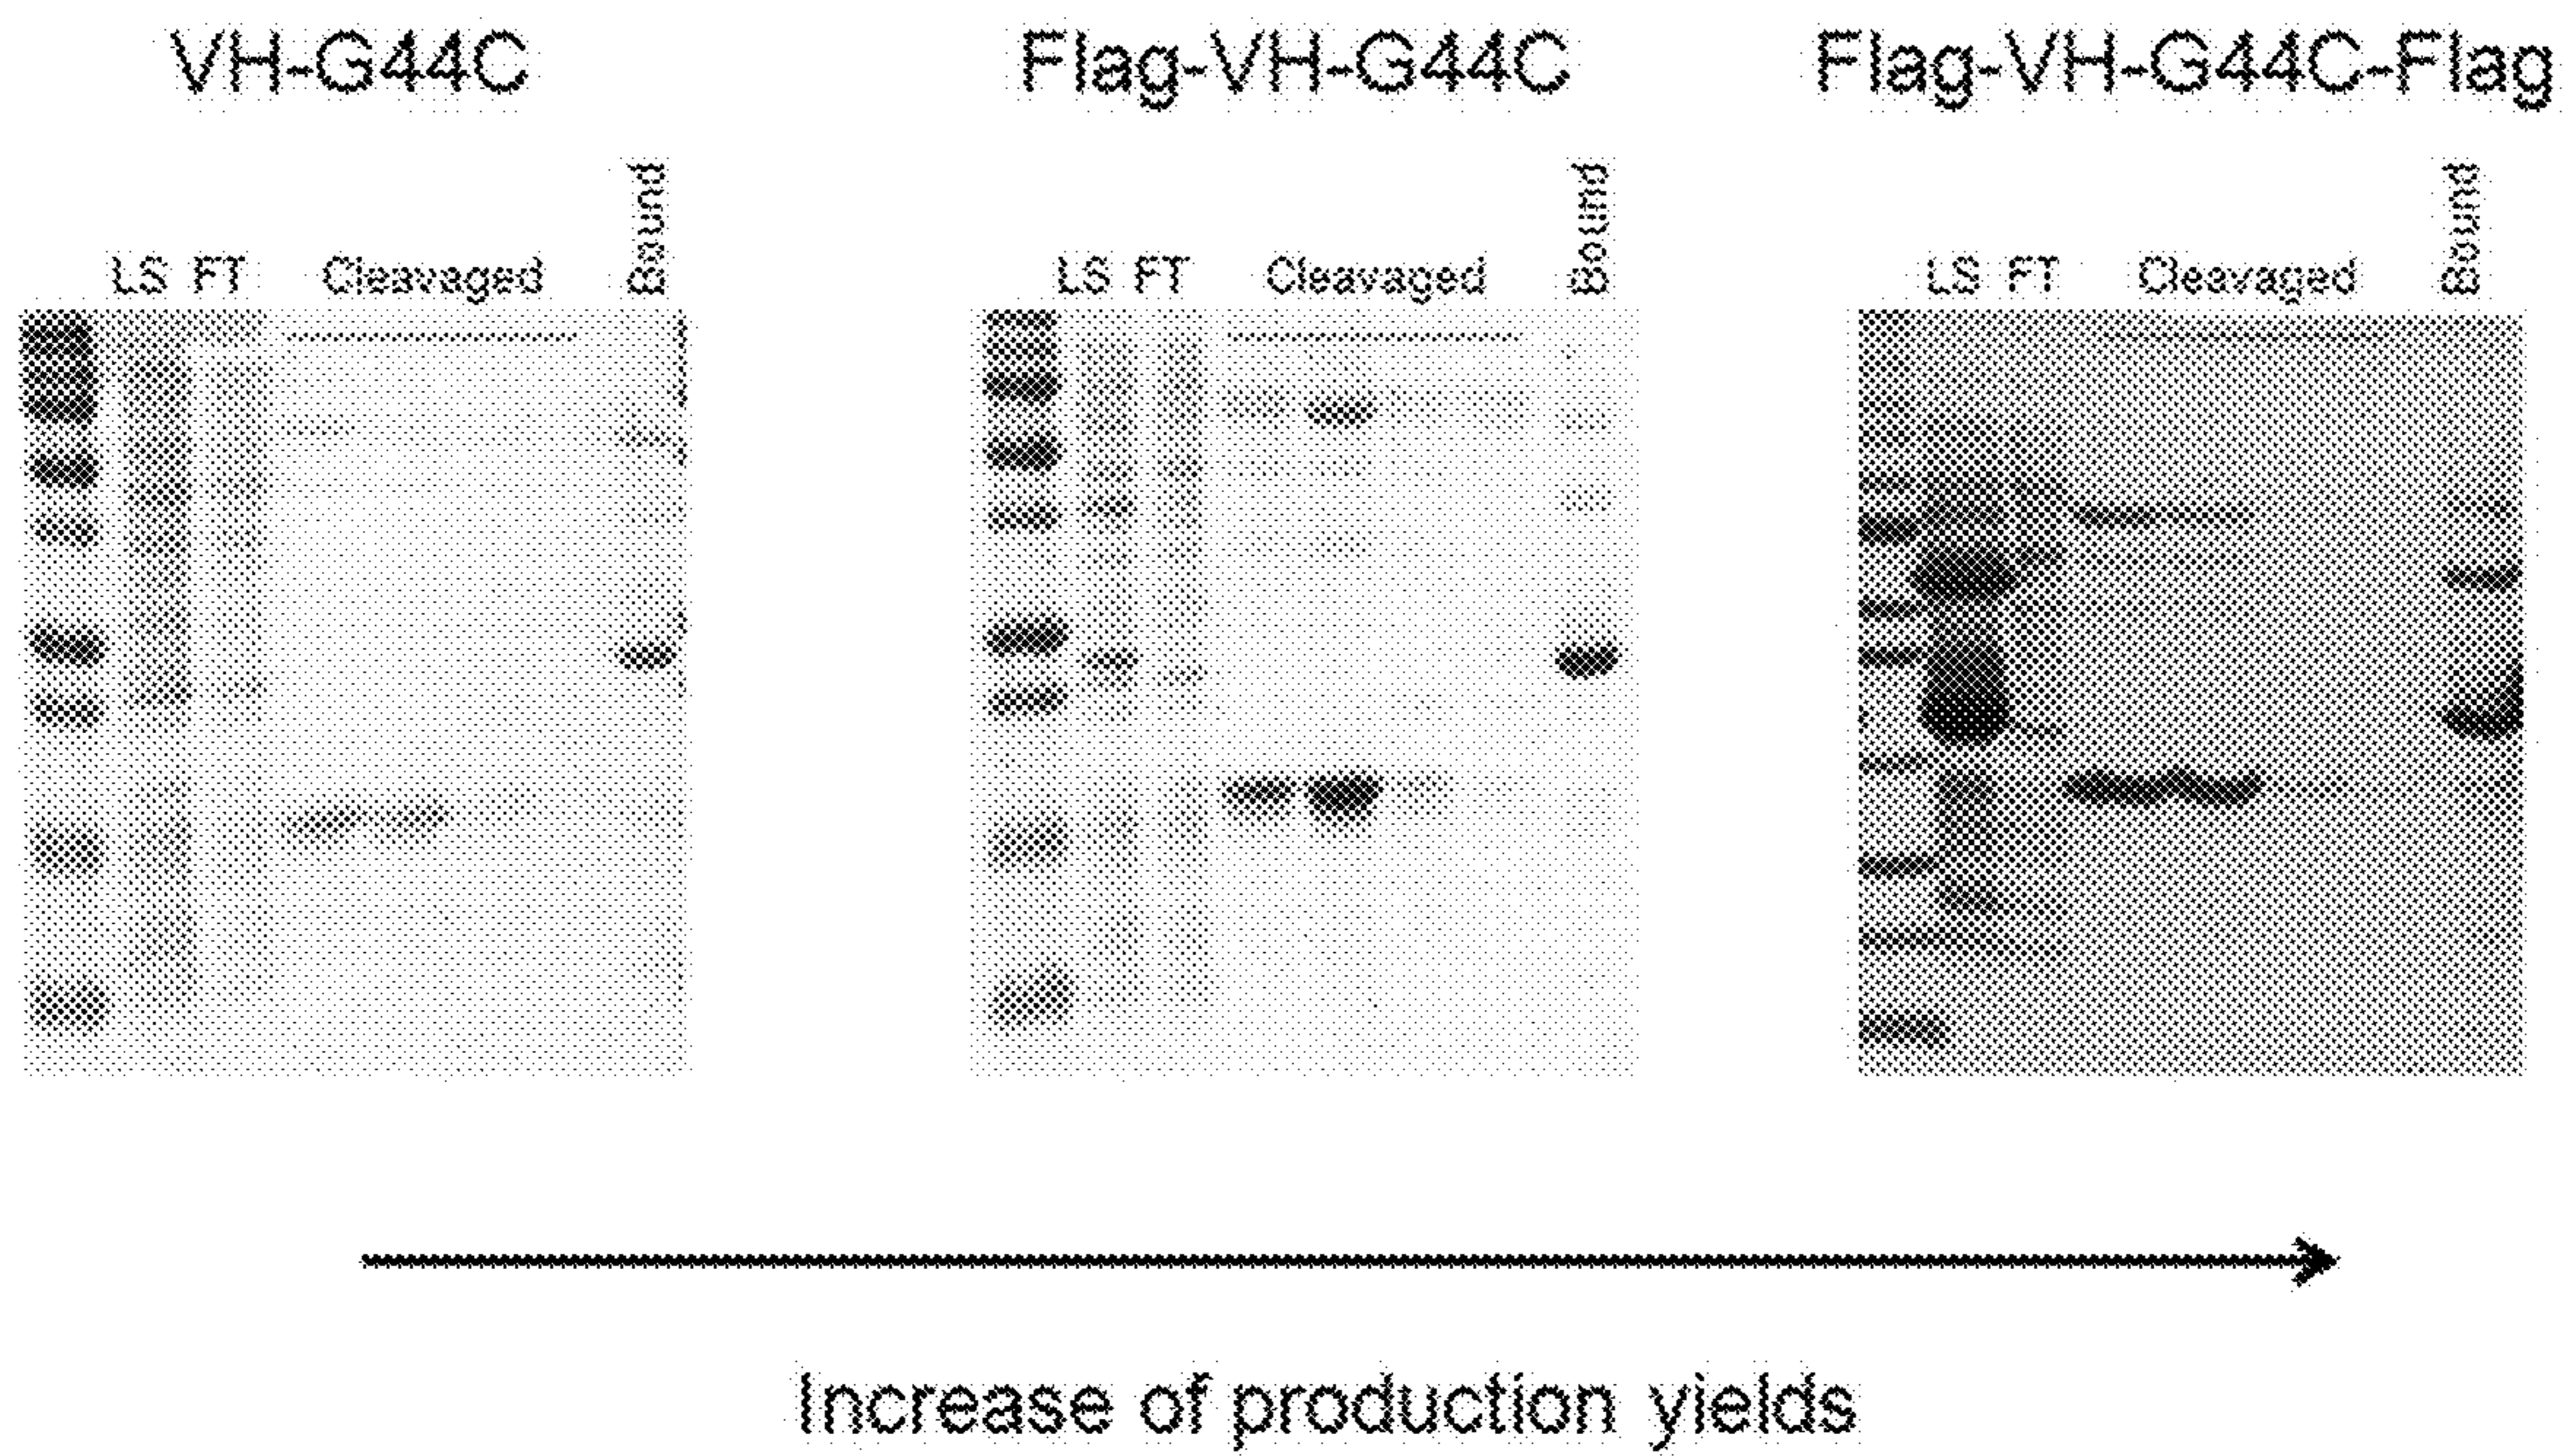 VH-G44C
Flag-VH-G44C
Flag-VH-G44C-Flag
LS FT Cleavaged Bound
LS FT Cleavaged Bound
LS FT Cleavaged Bound
Increase of production yields